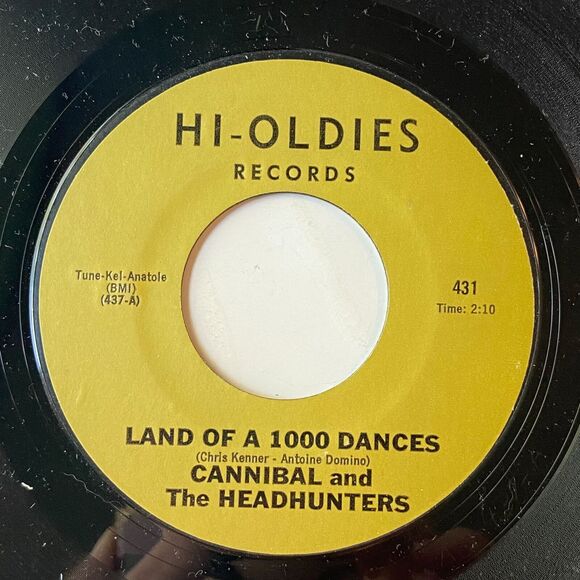 HI-OLDIES
RECORDS
Tune-Kel-Anatole
(BMI)
(437-A)
431
Time: 2:10
LAND OF A 1000 DANCES
(Chris Kenner - Antoine Domino)
CANNIBAL and
The HEADHUNTERS